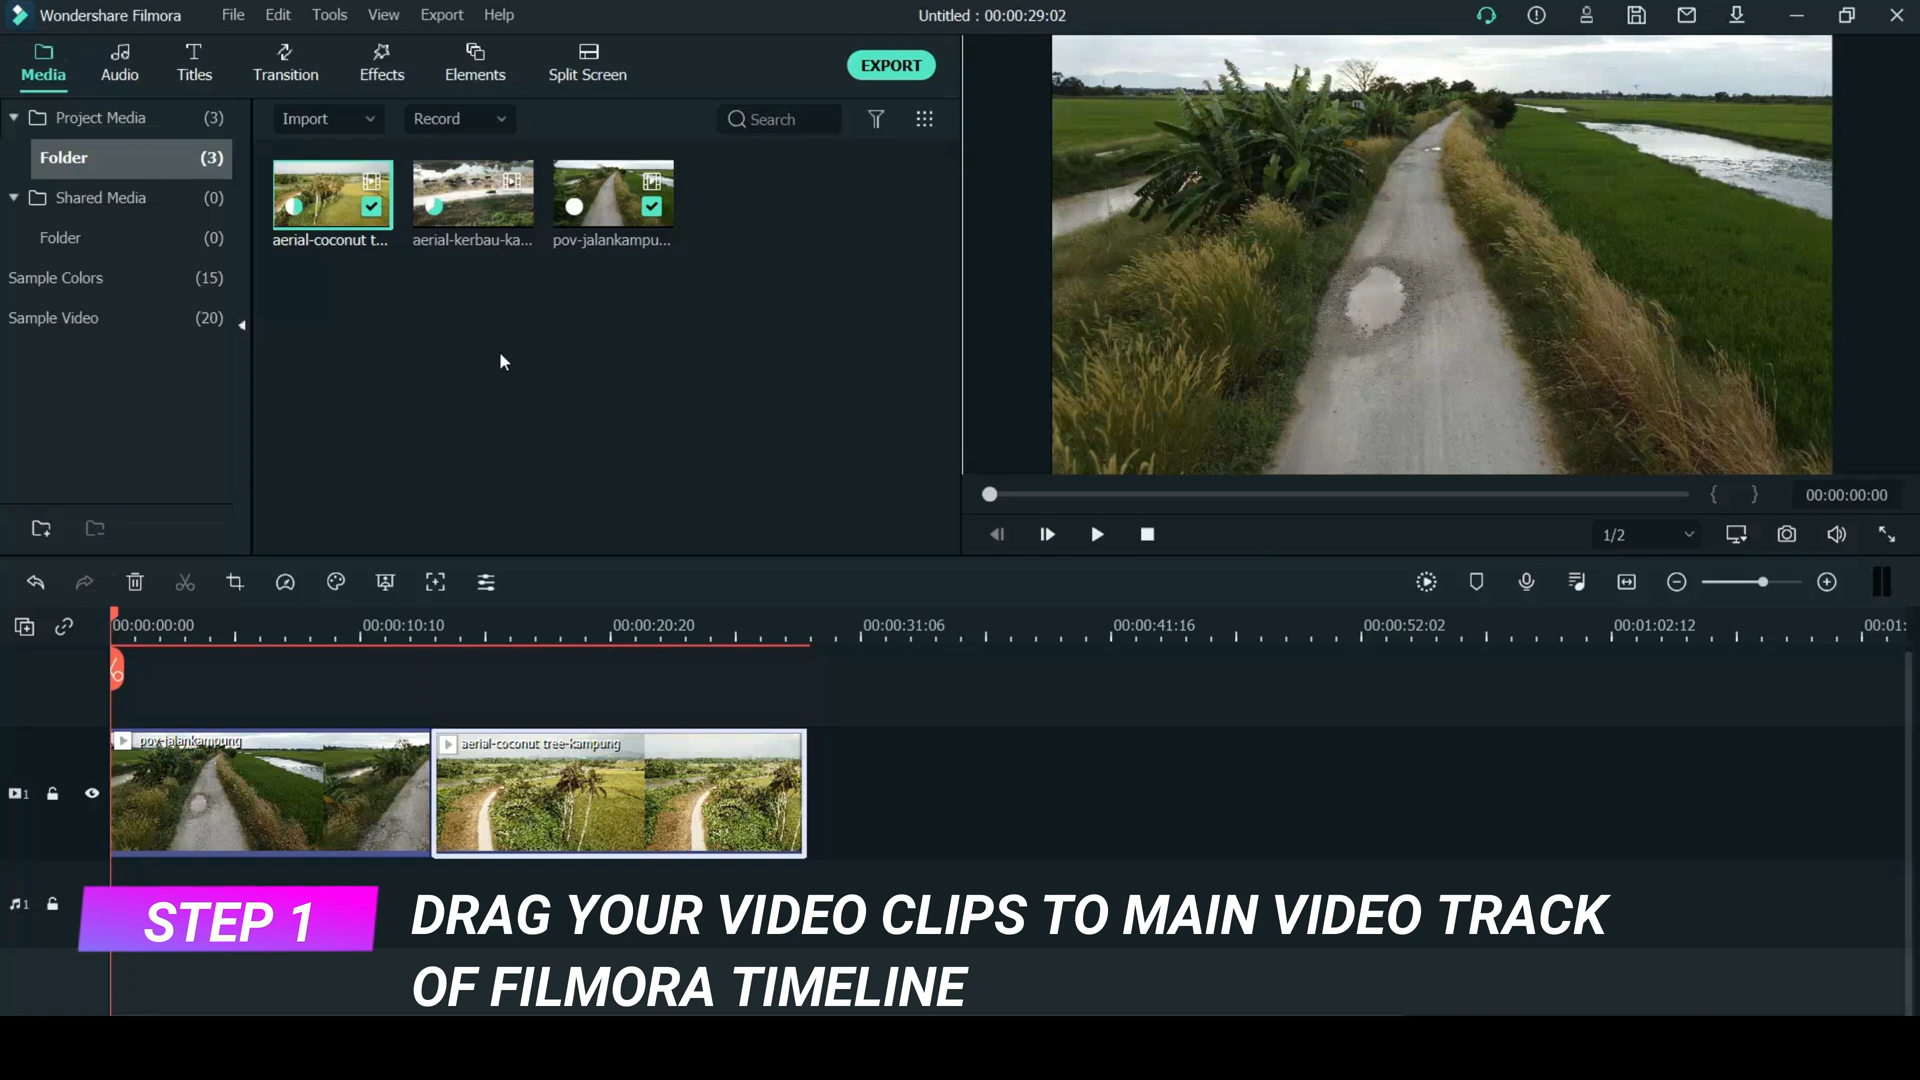 Wondershare Filmora File Edit Tools View Export Help Untitled : 00:00:29:02
Media Audio Titles Transition Effects Elements Split Screen EXPORT
Project Media (3)
Folder (3)
Shared Media (0)
Folder (0)
Sample Colors (15)
Sample Video (20)
Import Record Search
aerial-coconut t... aerial-kerbau-ka... pov-jalankampu...
00:00:00:00
1/2
00:00:00:00 00:00:10:10 00:00:20:20 00:00:31:06 00:00:41:16 00:00:52:02 00:01:02:12 00:01:
pov-jalankampung aerial-coconut tree-kampung
1
1
STEP 1 DRAG YOUR VIDEO CLIPS TO MAIN VIDEO TRACK
OF FILMORA TIMELINE